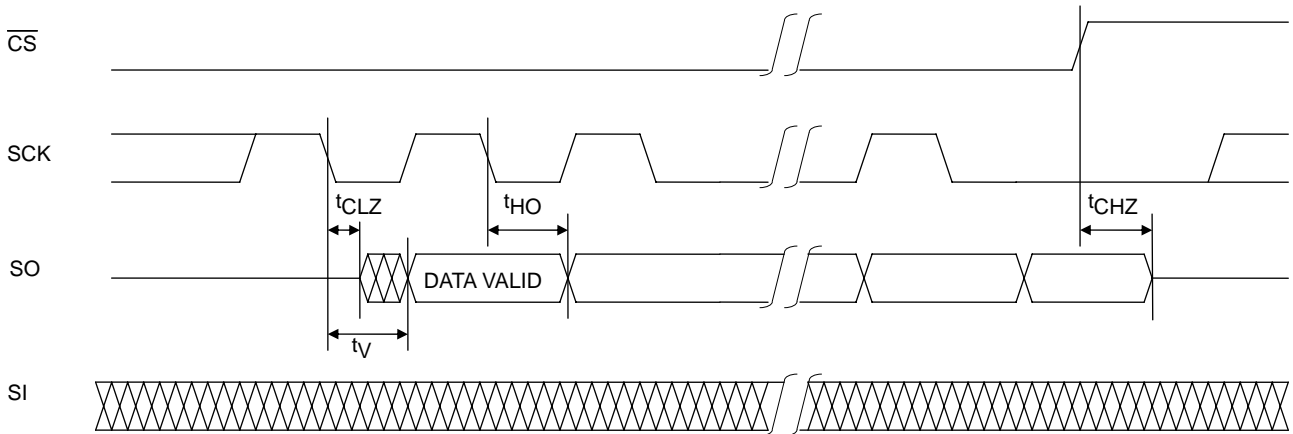 CS
SCK
tCLZ
tHO
tCHZ
SO
DATA VALID
tV
SI